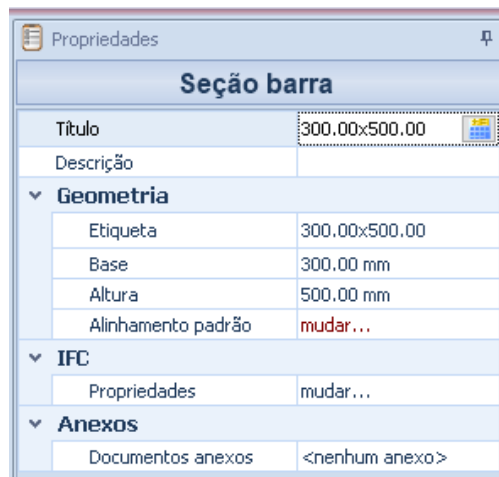 Propriedades
Seção barra
Título 300.00x500.00
Descrição
Geometria
Etiqueta 300.00x500.00
Base 300.00 mm
Altura 500.00 mm
Alinhamento padrão mudar...
IFC
Propriedades mudar...
Anexos
Documentos anexos <nenhum anexo>